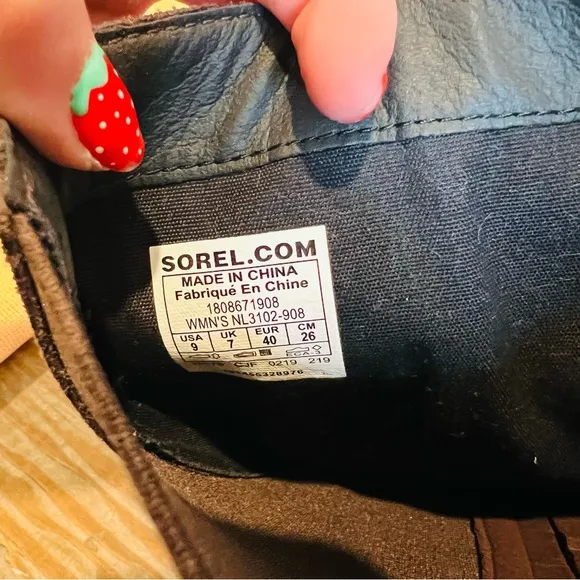 SOREL.COM
MADE IN CHINA
Fabriqué En Chine
1808671908
WMN'S NL3102-908
USA UK EUR CM
9 7 40 26
CJF 0219 219